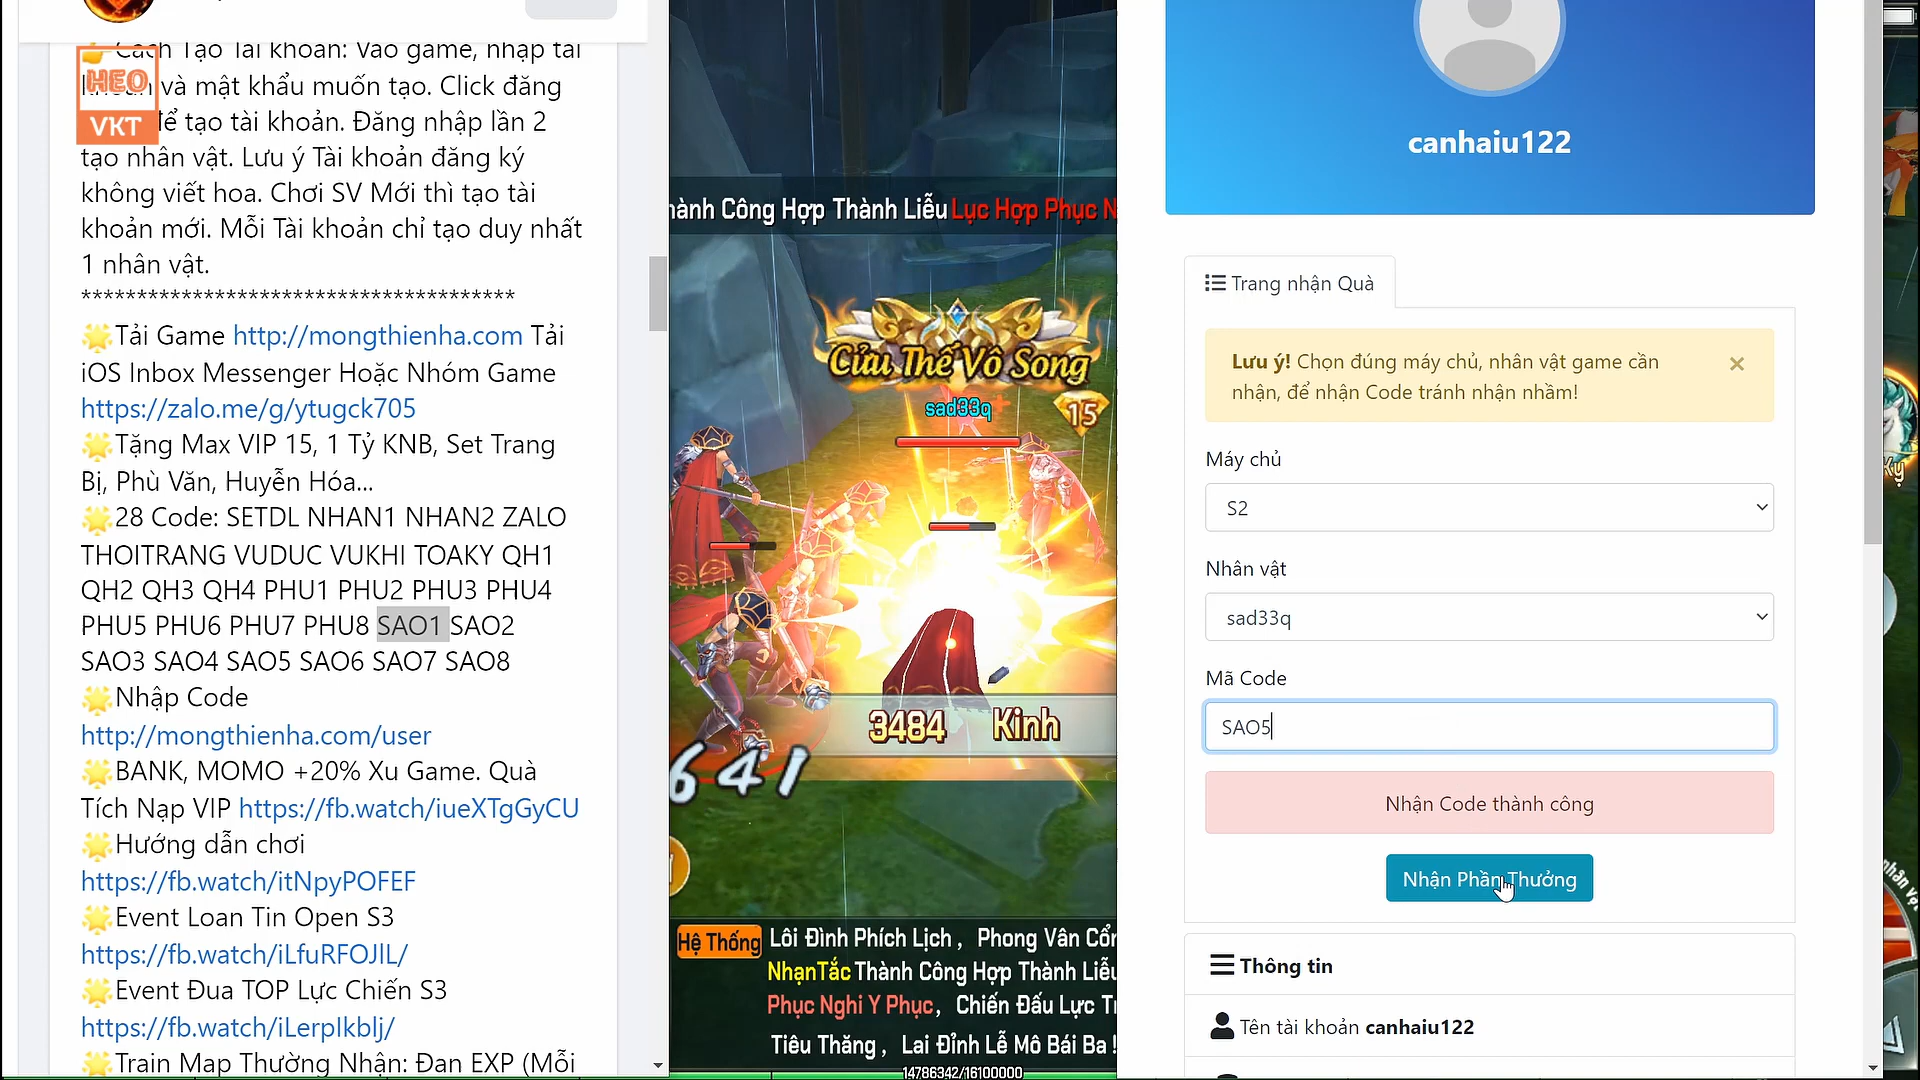 Cách Tạo Tài khoản: Vào game, nhập tài
khoản và mật khẩu muốn tạo. Click đăng
để tạo tài khoản. Đăng nhập lần 2
tạo nhân vật. Lưu ý Tài khoản đăng ký
không viết hoa. Chơi SV Mới thì tạo tài
khoản mới. Mỗi Tài khoản chỉ tạo duy nhất
1 nhân vật.
***************************************
Tải Game http://mongthienha.com Tải
iOS Inbox Messenger Hoặc Nhóm Game
https://zalo.me/g/ytugck705
Tặng Max VIP 15, 1 Tỷ KNB, Set Trang
Bị, Phù Văn, Huyễn Hóa...
28 Code: SETDL NHAN1 NHAN2 ZALO
THOITRANG VUDUC VUKHI TOAKY QH1
QH2 QH3 QH4 PHU1 PHU2 PHU3 PHU4
PHU5 PHU6 PHU7 PHU8 SAO1 SAO2
SAO3 SAO4 SAO5 SAO6 SAO7 SAO8
Nhập Code
http://mongthienha.com/user
BANK, MOMO +20% Xu Game. Quà
Tích Nạp VIP https://fb.watch/iueXTgGyCU
Hướng dẫn chơi
https://fb.watch/itNpyPOFEF
Event Loan Tin Open S3
https://fb.watch/iLfuRFOJlL/
Event Đua TOP Lực Chiến S3
https://fb.watch/iLerpIkblj/
Train Map Thường Nhận: Đan EXP (Mỗi
HEO
VKT
hành Công Hợp Thành Liễu Lục Hợp Phục N
Cửu Thế Vô Song
sad33q
15
3484 Kinh
641
Hệ Thống Lôi Đình Phích Lịch, Phong Vân Cổn
NhạnTắc Thành Công Hợp Thành Liễu
Phục Nghi Y Phục, Chiến Đấu Lực Tr
Tiêu Thăng, Lai Đỉnh Lễ Mô Bái Ba!
14786342/16100000
canhaiu122
Trang nhận Quà
Lưu ý! Chọn đúng máy chủ, nhân vật game cần
nhận, để nhận Code tránh nhận nhầm!
×
Máy chủ
S2
Nhân vật
sad33q
Mã Code
SAO5
Nhận Code thành công
Nhận Phần Thưởng
Thông tin
Tên tài khoản canhaiu122
Kỵ